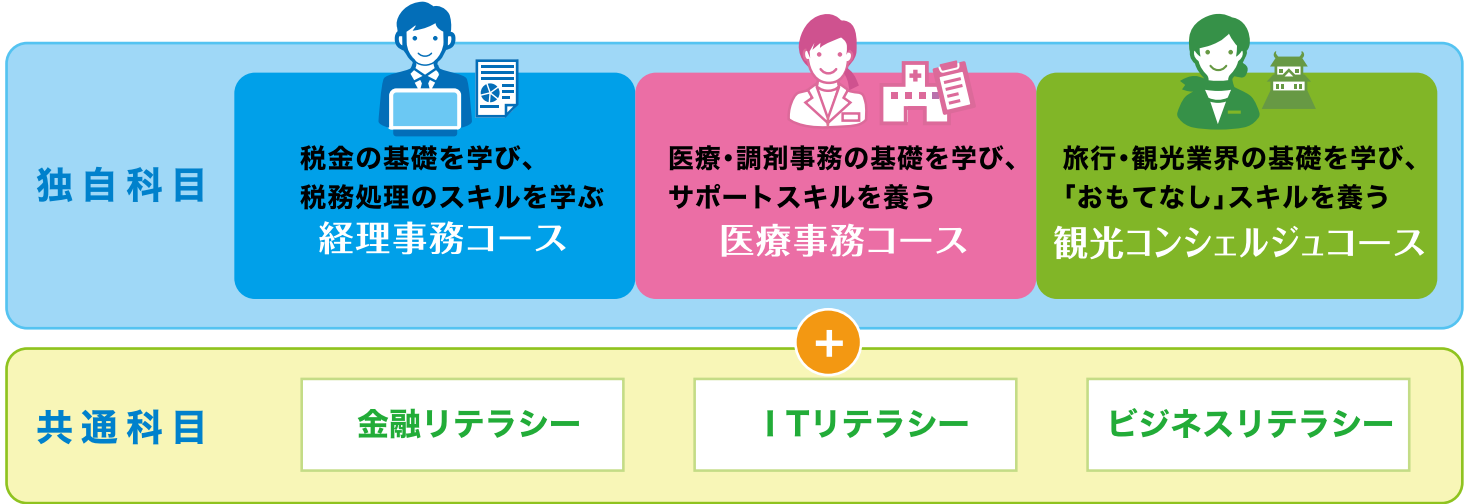 独自科目
税金の基礎を学び、
税務処理のスキルを学ぶ
経理事務コース
医療・調剤事務の基礎を学び、
サポートスキルを養う
医療事務コース
旅行・観光業界の基礎を学び、
「おもてなし」スキルを養う
観光コンシェルジュコース
+
共通科目
金融リテラシー
ITリテラシー
ビジネスリテラシー